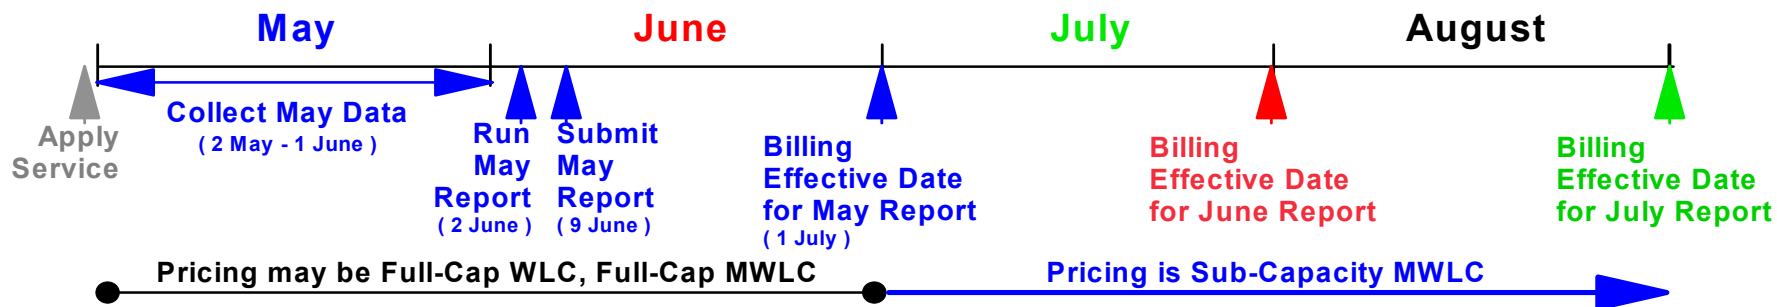 May
June
July
August
Apply
Service
Collect May Data
( 2 May - 1 June )
Run
May
Report
( 2 June )
Submit
May
Report
( 9 June )
Billing
Effective Date
for May Report
( 1 July )
Billing
Effective Date
for June Report
Billing
Effective Date
for July Report
Pricing may be Full-Cap WLC, Full-Cap MWLC
Pricing is Sub-Capacity MWLC